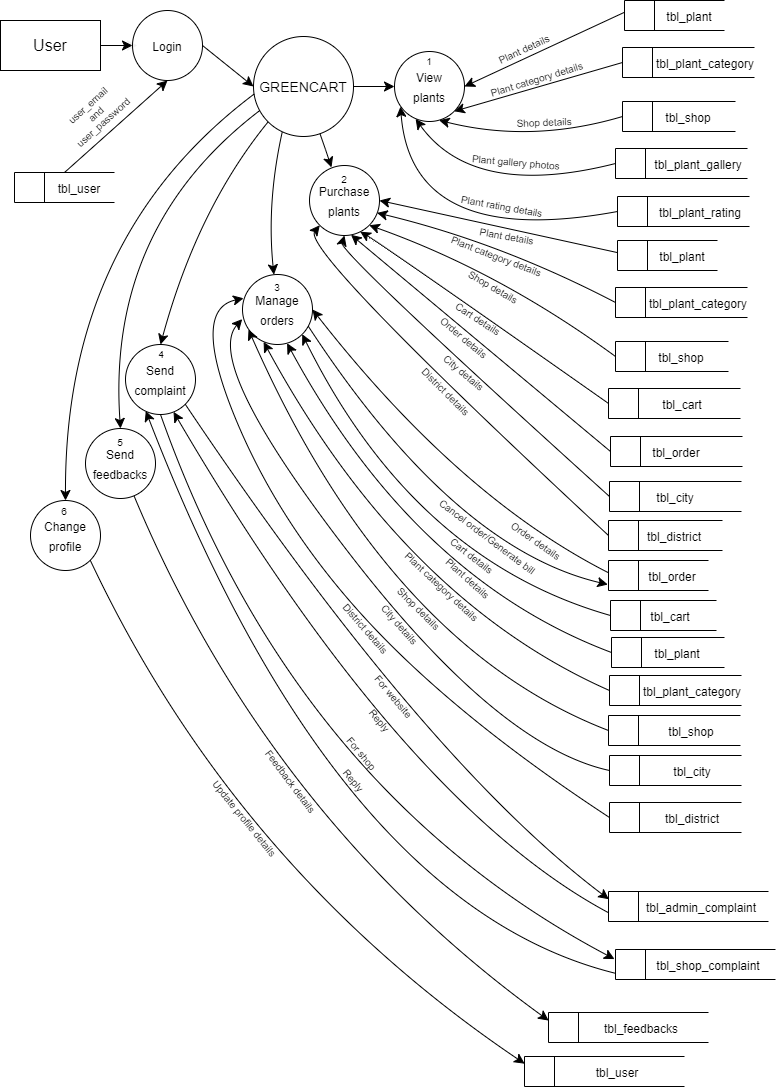 User
Login
GREENCART
user_email
and
user_password
tbl_user
1
View
plants
Plant details
tbl_plant
Plant category details
tbl_plant_category
Shop details
tbl_shop
Plant gallery photos
tbl_plant_gallery
Plant rating details
tbl_plant_rating
2
Purchase
plants
Plant details
tbl_plant
Plant category details
tbl_plant_category
Shop details
tbl_shop
Cart details
tbl_cart
Order details
tbl_order
City details
tbl_city
District details
tbl_district
3
Manage
orders
Order details
Cancel order/Generate bill
tbl_order
Cart details
tbl_cart
Plant details
tbl_plant
Plant category details
tbl_plant_category
Shop details
tbl_shop
City details
tbl_city
District details
tbl_district
4
Send
complaint
For website
Reply
tbl_admin_complaint
For shop
Reply
tbl_shop_complaint
5
Send
feedbacks
Feedback details
tbl_feedbacks
6
Change
profile
Update profile details
tbl_user